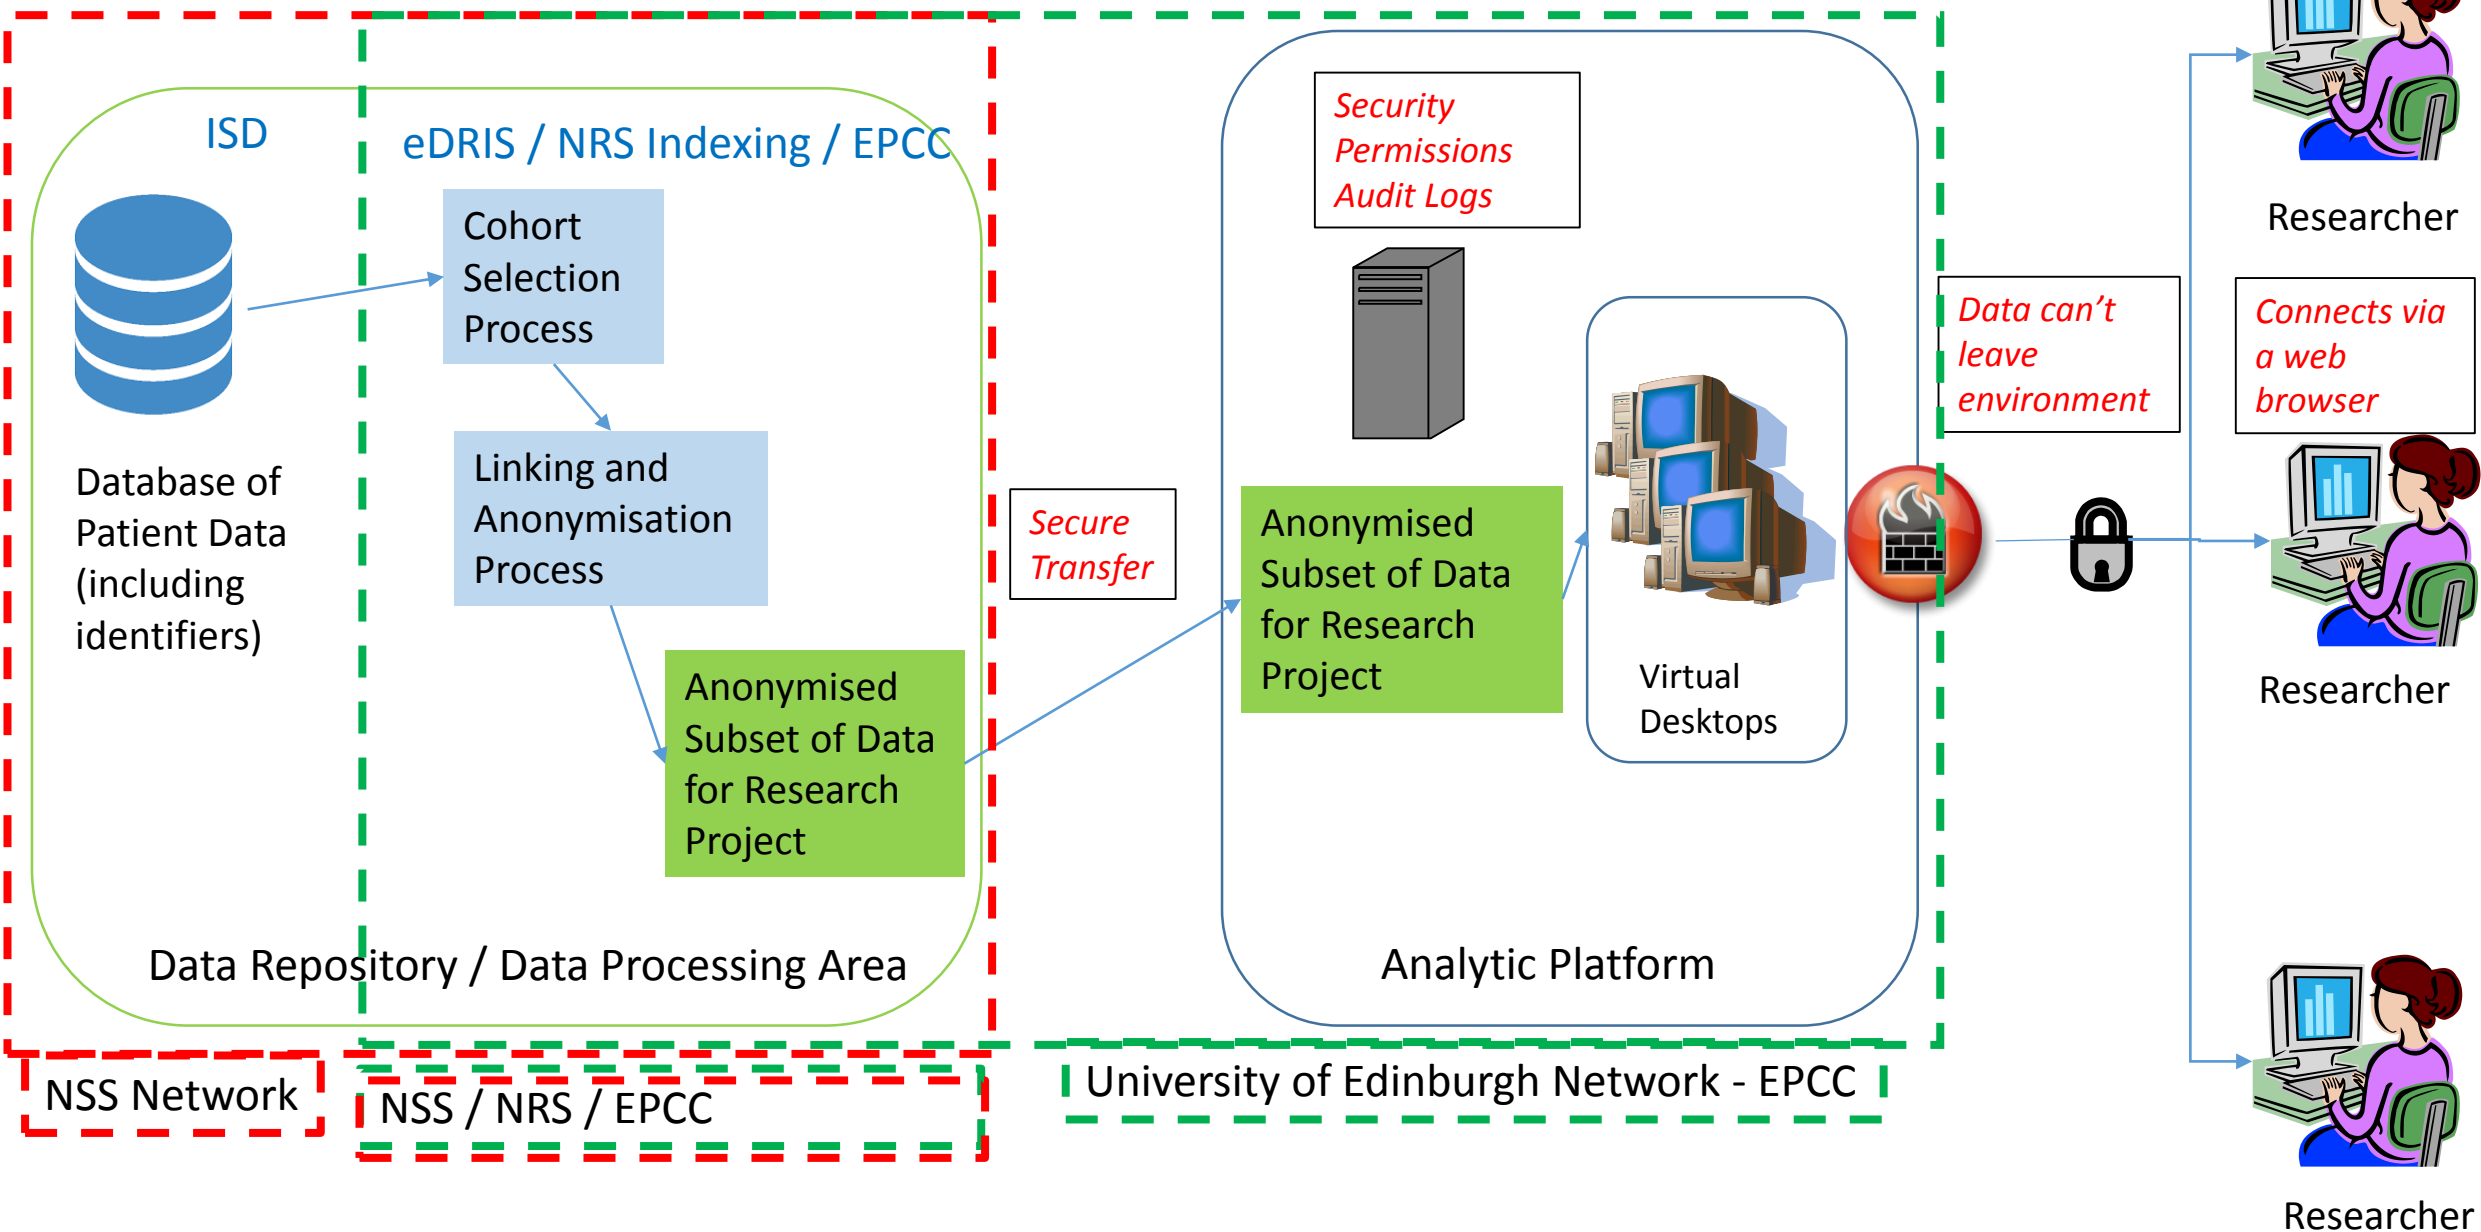 ISD
eDRIS / NRS Indexing / EPCC
Database of
Patient Data
(including
identifiers)
Cohort
Selection
Process
Linking and
Anonymisation
Process
Anonymised
Subset of Data
for Research
Project
Data Repository / Data Processing Area
Secure
Transfer
Security
Permissions
Audit Logs
Anonymised
Subset of Data
for Research
Project
Virtual
Desktops
Analytic Platform
Data can’t
leave
environment
Connects via
a web
browser
Researcher
Researcher
Researcher
NSS Network
NSS / NRS / EPCC
University of Edinburgh Network - EPCC